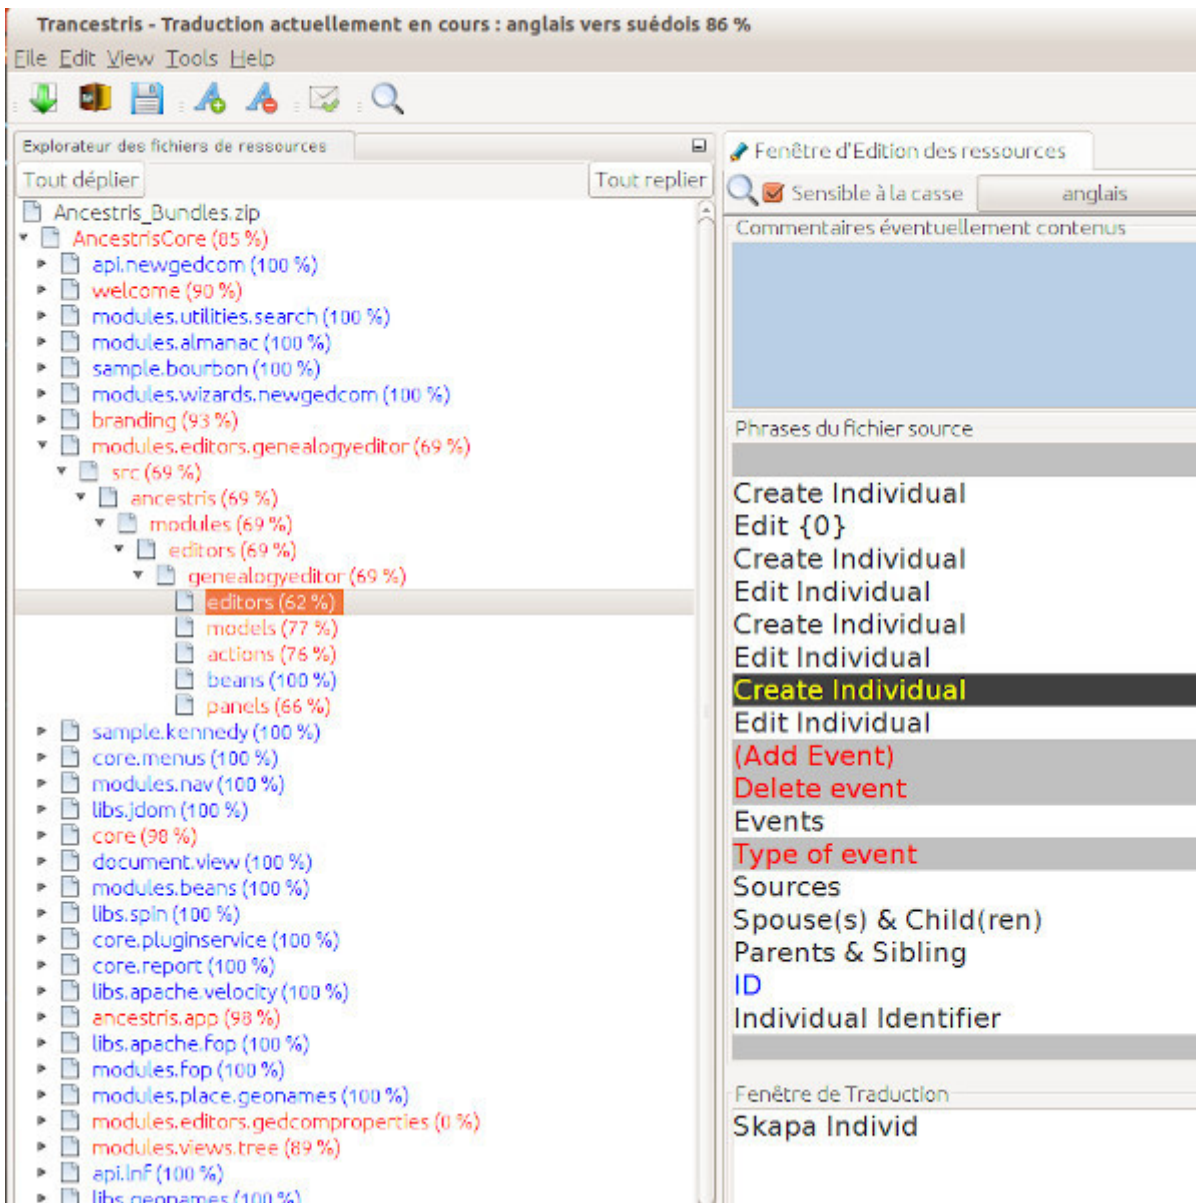 Trancestris - Traduction actuellement en cours : anglais vers suédois 86 %
File Edit View Tools Help
Explorateur des fichiers de ressources
Tout déplier
Tout replier
Ancestris_Bundles.zip
AncestrisCore (85 %)
api.newgedcom (100 %)
welcome (90 %)
modules.utilities.search (100 %)
modules.almanac (100 %)
sample.bourbon (100 %)
modules.wizards.newgedcom (100 %)
branding (93 %)
modules.editors.genealogyeditor (69 %)
src (69 %)
ancestris (69 %)
modules (69 %)
editors (69 %)
genealogyeditor (69 %)
editors (62 %)
models (77 %)
actions (76 %)
beans (100 %)
panels (66 %)
sample.kennedy (100 %)
core.menus (100 %)
modules.nav (100 %)
libs.jdom (100 %)
core (98 %)
document.view (100 %)
modules.beans (100 %)
libs.spin (100 %)
core.pluginservice (100 %)
core.report (100 %)
libs.apache.velocity (100 %)
ancestris.app (98 %)
libs.apache.fop (100 %)
modules.fop (100 %)
modules.place.geonames (100 %)
modules.editors.gedcomproperties (0 %)
modules.views.tree (89 %)
api.lnf (100 %)
libs.geonames (100 %)
Fenêtre d'Edition des ressources
Sensible à la casse
anglais
Commentaires éventuellement contenus
Phrases du fichier source
Create Individual
Edit {0}
Create Individual
Edit Individual
Create Individual
Edit Individual
Create Individual
Edit Individual
(Add Event)
Delete event
Events
Type of event
Sources
Spouse(s) & Child(ren)
Parents & Sibling
ID
Individual Identifier
Fenêtre de Traduction
Skapa Individ